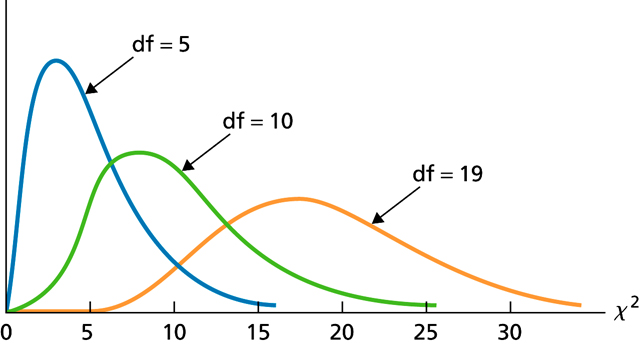 df = 5
df = 10
df = 19
0 5 10 15 20 25 30 χ²